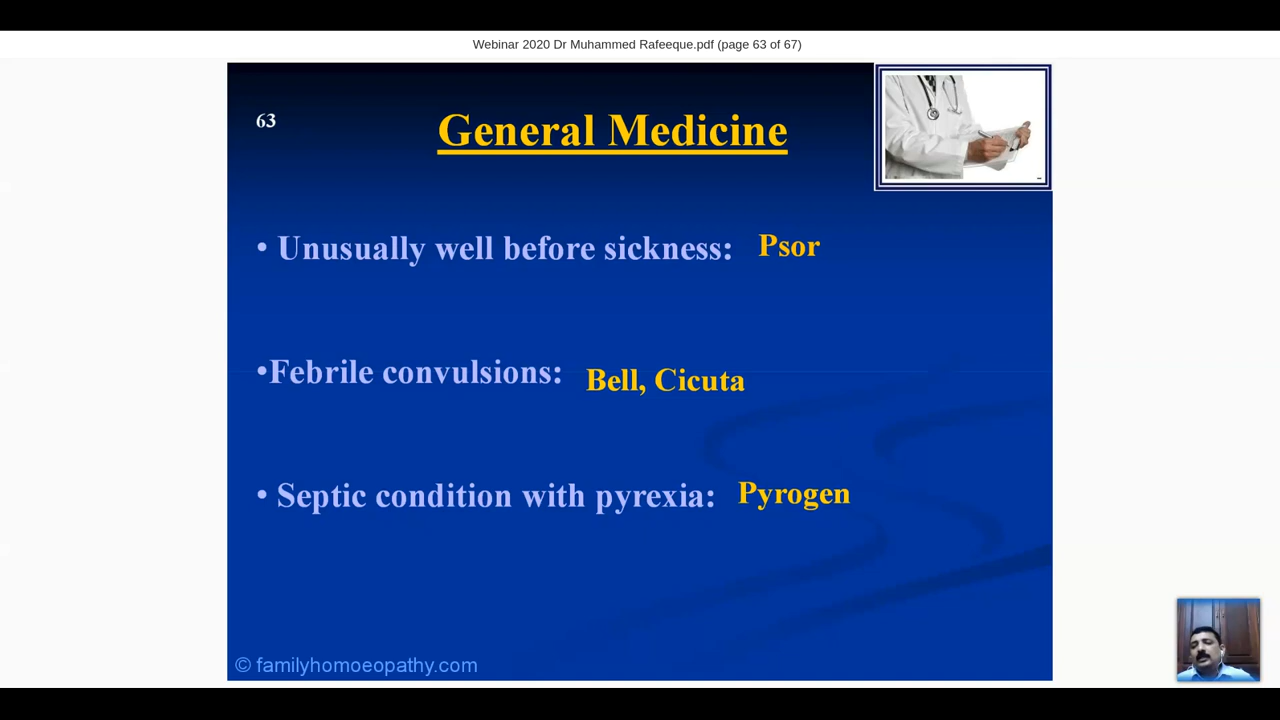 Webinar 2020 Dr Muhammed Rafeeque.pdf (page 63 of 67)
63
General Medicine
• Unusually well before sickness: Psor
•Febrile convulsions: Bell, Cicuta
• Septic condition with pyrexia: Pyrogen
© familyhomoeopathy.com